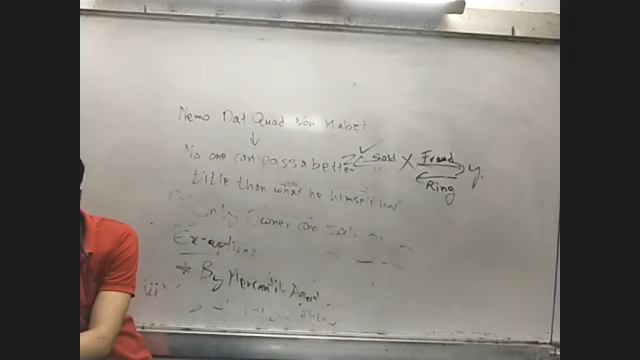 Nemo Dat Quod Non Habet
↓
No one can pass a better
title than what he himself has
Z ← Sold X Fraud → Y
Ring
Only Owner can
Exceptions
* By Mercantile Agent
iii